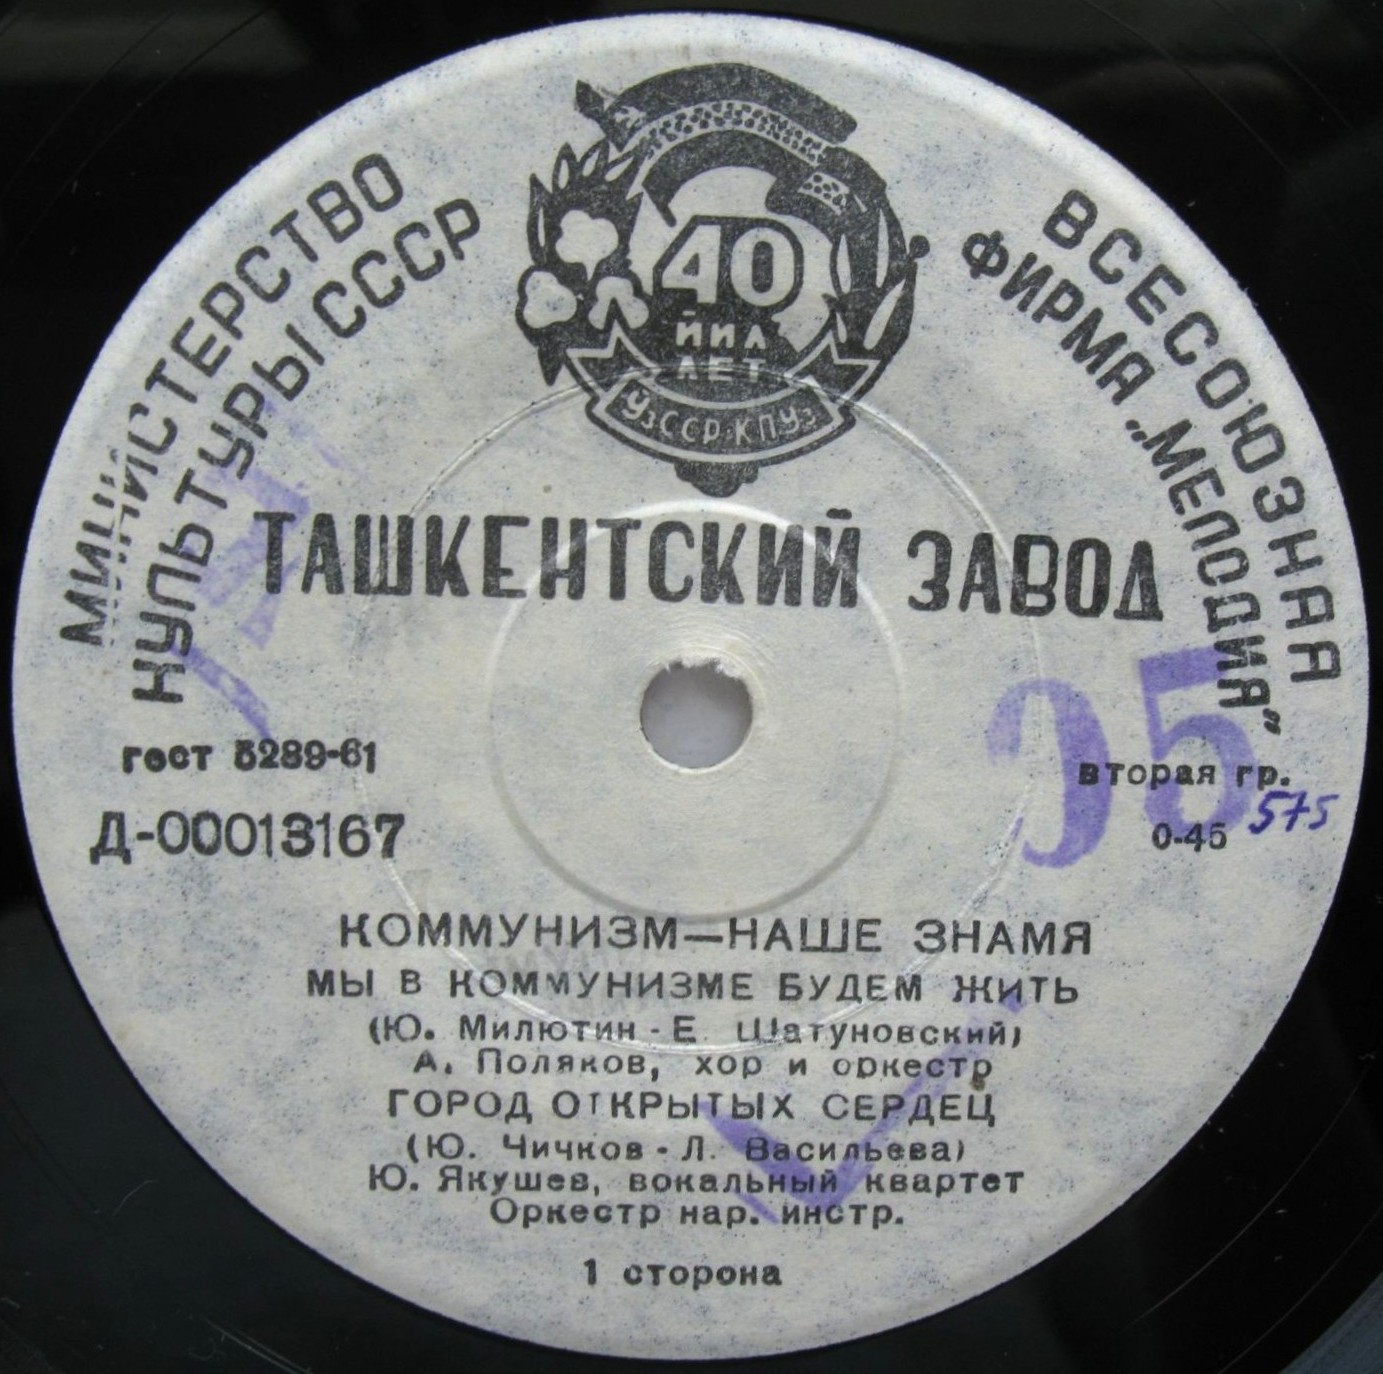 МИНИСТЕРСТВО
КУЛЬТУРЫ СССР
40
ЙИЛ
ЛЕТ
УзССР·КПУз
ВСЕСОЮЗНАЯ
ФИРМА „МЕЛОДИЯ"
ТАШКЕНТСКИЙ ЗАВОД
гост 5289-61
вторая гр.
Д-00013167
0-45
575
95
КОММУНИЗМ—НАШЕ ЗНАМЯ
МЫ В КОММУНИЗМЕ БУДЕМ ЖИТЬ
(Ю. Милютин - Е. Шатуновский)
А. Поляков, хор и оркестр
ГОРОД ОТКРЫТЫХ СЕРДЕЦ
(Ю. Чичков - Л. Васильева)
Ю. Якушев, вокальный квартет
Оркестр нар. инстр.
1 сторона